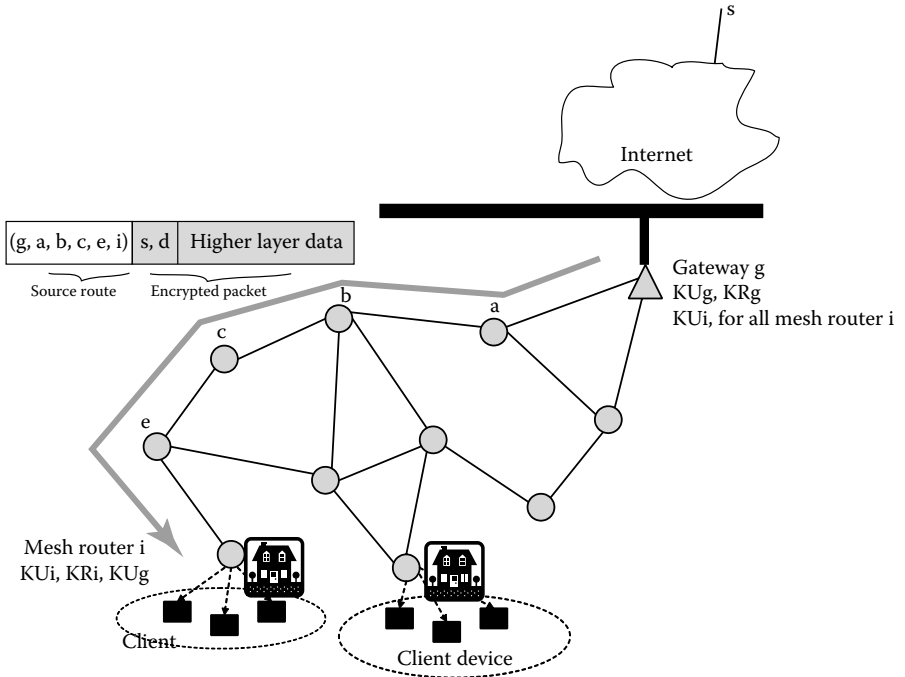 s
Internet
(g, a, b, c, e, i) s, d Higher layer data
Source route Encrypted packet
Gateway g
KUg, KRg
KUi, for all mesh router i
b
a
c
e
Mesh router i
KUi, KRi, KUg
Client
Client device